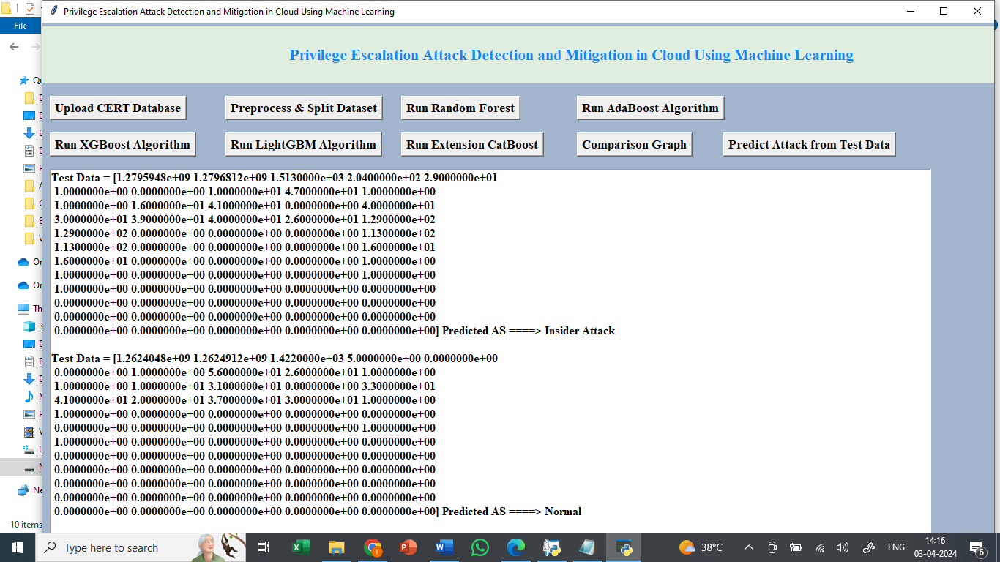 Privilege Escalation Attack Detection and Mitigation in Cloud Using Machine Learning
File
Privilege Escalation Attack Detection and Mitigation in Cloud Using Machine Learning
Upload CERT Database Preprocess & Split Dataset Run Random Forest Run AdaBoost Algorithm
Run XGBoost Algorithm Run LightGBM Algorithm Run Extension CatBoost Comparison Graph Predict Attack from Test Data
Test Data = [1.2795948e+09 1.2796812e+09 1.5130000e+03 2.0400000e+02 2.9000000e+01
1.0000000e+00 0.0000000e+00 1.0000000e+01 4.7000000e+01 1.0000000e+00
1.0000000e+00 1.6000000e+01 4.1000000e+01 0.0000000e+00 4.0000000e+01
3.0000000e+01 3.9000000e+01 4.0000000e+01 2.6000000e+01 1.2900000e+02
1.2900000e+02 0.0000000e+00 0.0000000e+00 0.0000000e+00 1.1300000e+02
1.1300000e+02 0.0000000e+00 0.0000000e+00 0.0000000e+00 1.6000000e+01
1.6000000e+01 0.0000000e+00 0.0000000e+00 0.0000000e+00 1.0000000e+00
1.0000000e+00 0.0000000e+00 0.0000000e+00 0.0000000e+00 1.0000000e+00
1.0000000e+00 0.0000000e+00 0.0000000e+00 0.0000000e+00 0.0000000e+00
0.0000000e+00 0.0000000e+00 0.0000000e+00 0.0000000e+00 0.0000000e+00
0.0000000e+00 0.0000000e+00 0.0000000e+00 0.0000000e+00 0.0000000e+00
0.0000000e+00 0.0000000e+00 0.0000000e+00 0.0000000e+00 0.0000000e+00] Predicted AS ====> Insider Attack
Test Data = [1.2624048e+09 1.2624912e+09 1.4220000e+03 5.0000000e+00 0.0000000e+00
0.0000000e+00 1.0000000e+00 5.6000000e+01 2.6000000e+01 1.0000000e+00
1.0000000e+00 1.0000000e+01 3.1000000e+01 0.0000000e+00 3.3000000e+01
4.1000000e+01 2.0000000e+01 3.7000000e+01 3.0000000e+01 1.0000000e+00
1.0000000e+00 0.0000000e+00 0.0000000e+00 0.0000000e+00 0.0000000e+00
0.0000000e+00 0.0000000e+00 0.0000000e+00 0.0000000e+00 1.0000000e+00
1.0000000e+00 0.0000000e+00 0.0000000e+00 0.0000000e+00 0.0000000e+00
0.0000000e+00 0.0000000e+00 0.0000000e+00 0.0000000e+00 0.0000000e+00
0.0000000e+00 0.0000000e+00 0.0000000e+00 0.0000000e+00 0.0000000e+00
0.0000000e+00 0.0000000e+00 0.0000000e+00 0.0000000e+00 0.0000000e+00
0.0000000e+00 0.0000000e+00 0.0000000e+00 0.0000000e+00 0.0000000e+00
0.0000000e+00 0.0000000e+00 0.0000000e+00 0.0000000e+00 0.0000000e+00] Predicted AS ====> Normal
10 items
Type here to search 38°C ENG 14:16
03-04-2024 6